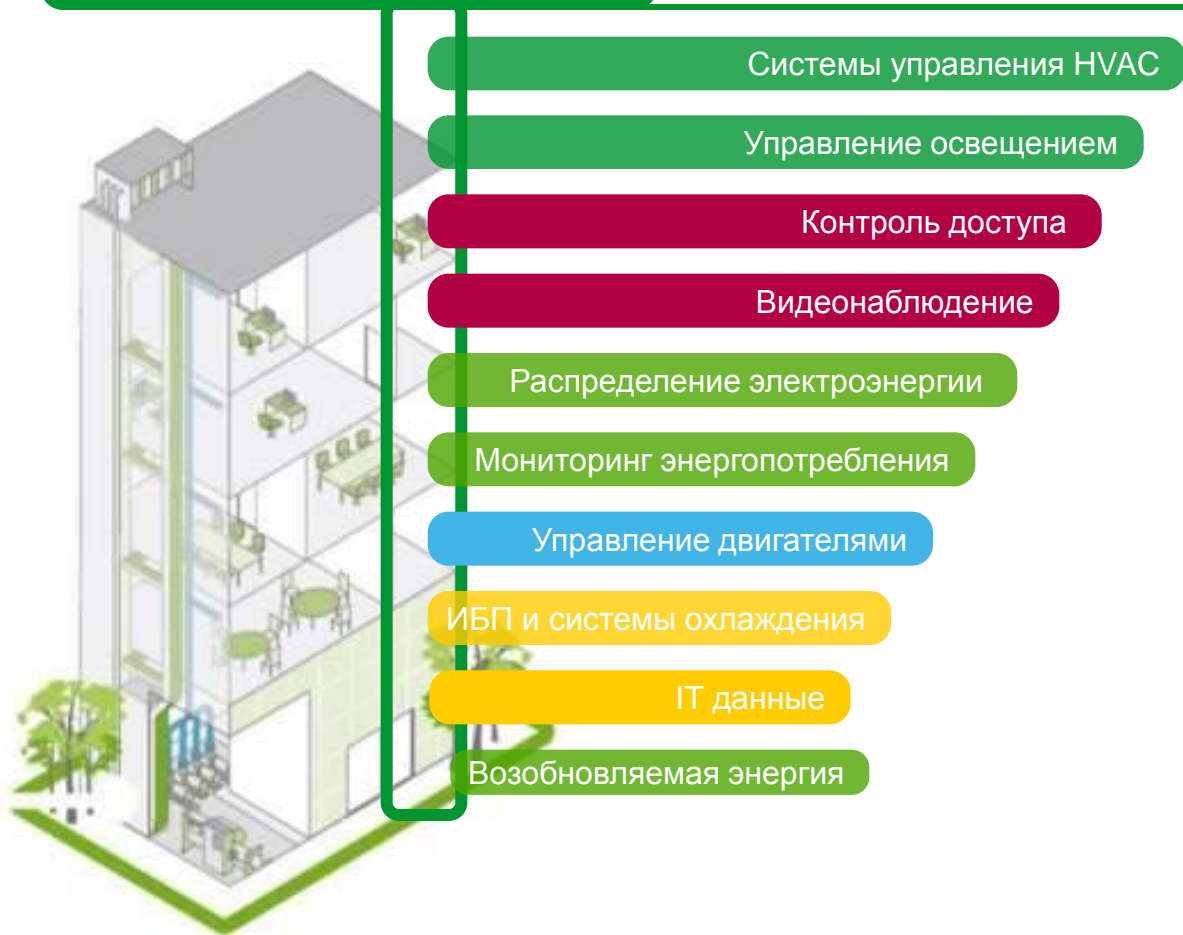 Системы управления HVAC
Управление освещением
Контроль доступа
Видеонаблюдение
Распределение электроэнергии
Мониторинг энергопотребления
Управление двигателями
ИБП и системы охлаждения
IT данные
Возобновляемая энергия